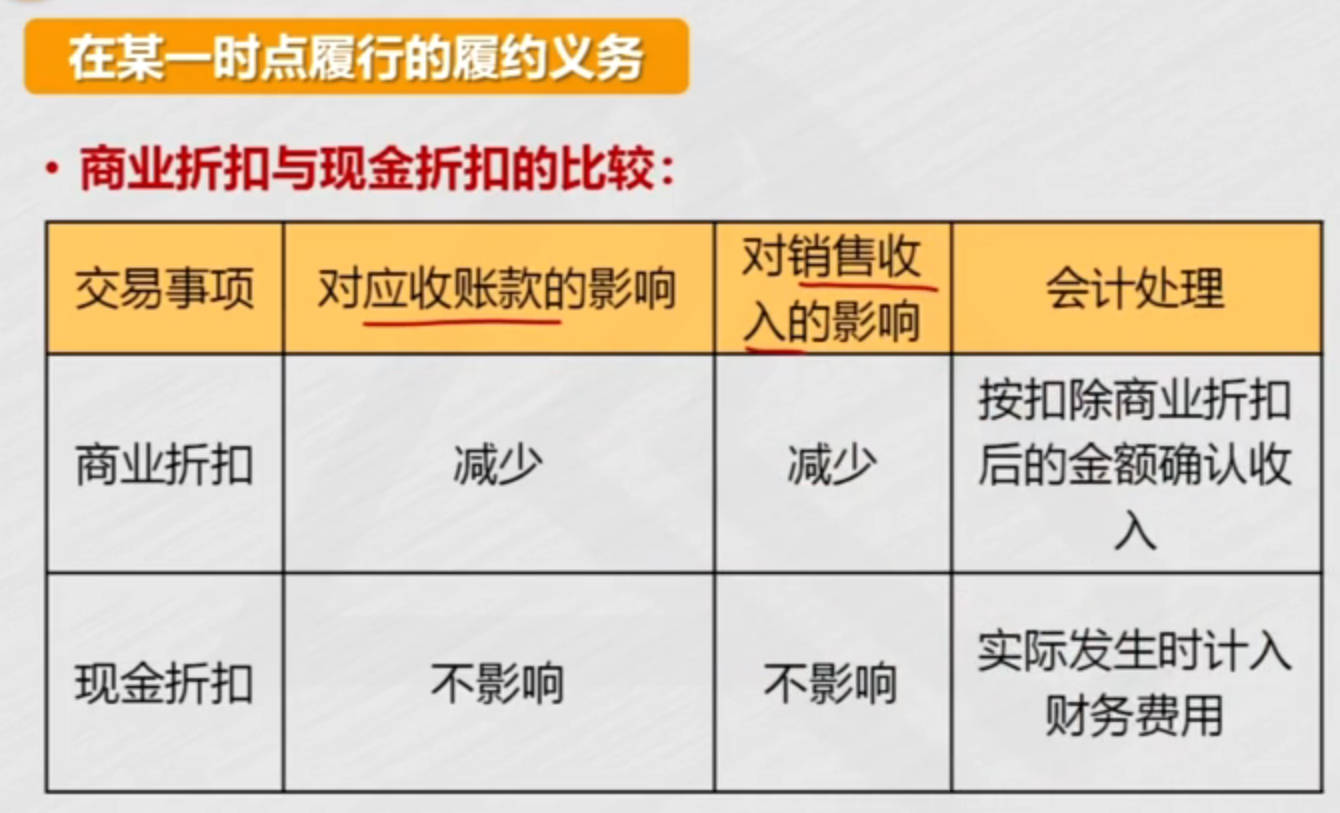 在某一时点履行的履约义务
• 商业折扣与现金折扣的比较：
交易事项
对应收账款的影响
对销售收
入的影响
会计处理
商业折扣
减少
减少
按扣除商业折扣
后的金额确认收
入
现金折扣
不影响
不影响
实际发生时计入
财务费用